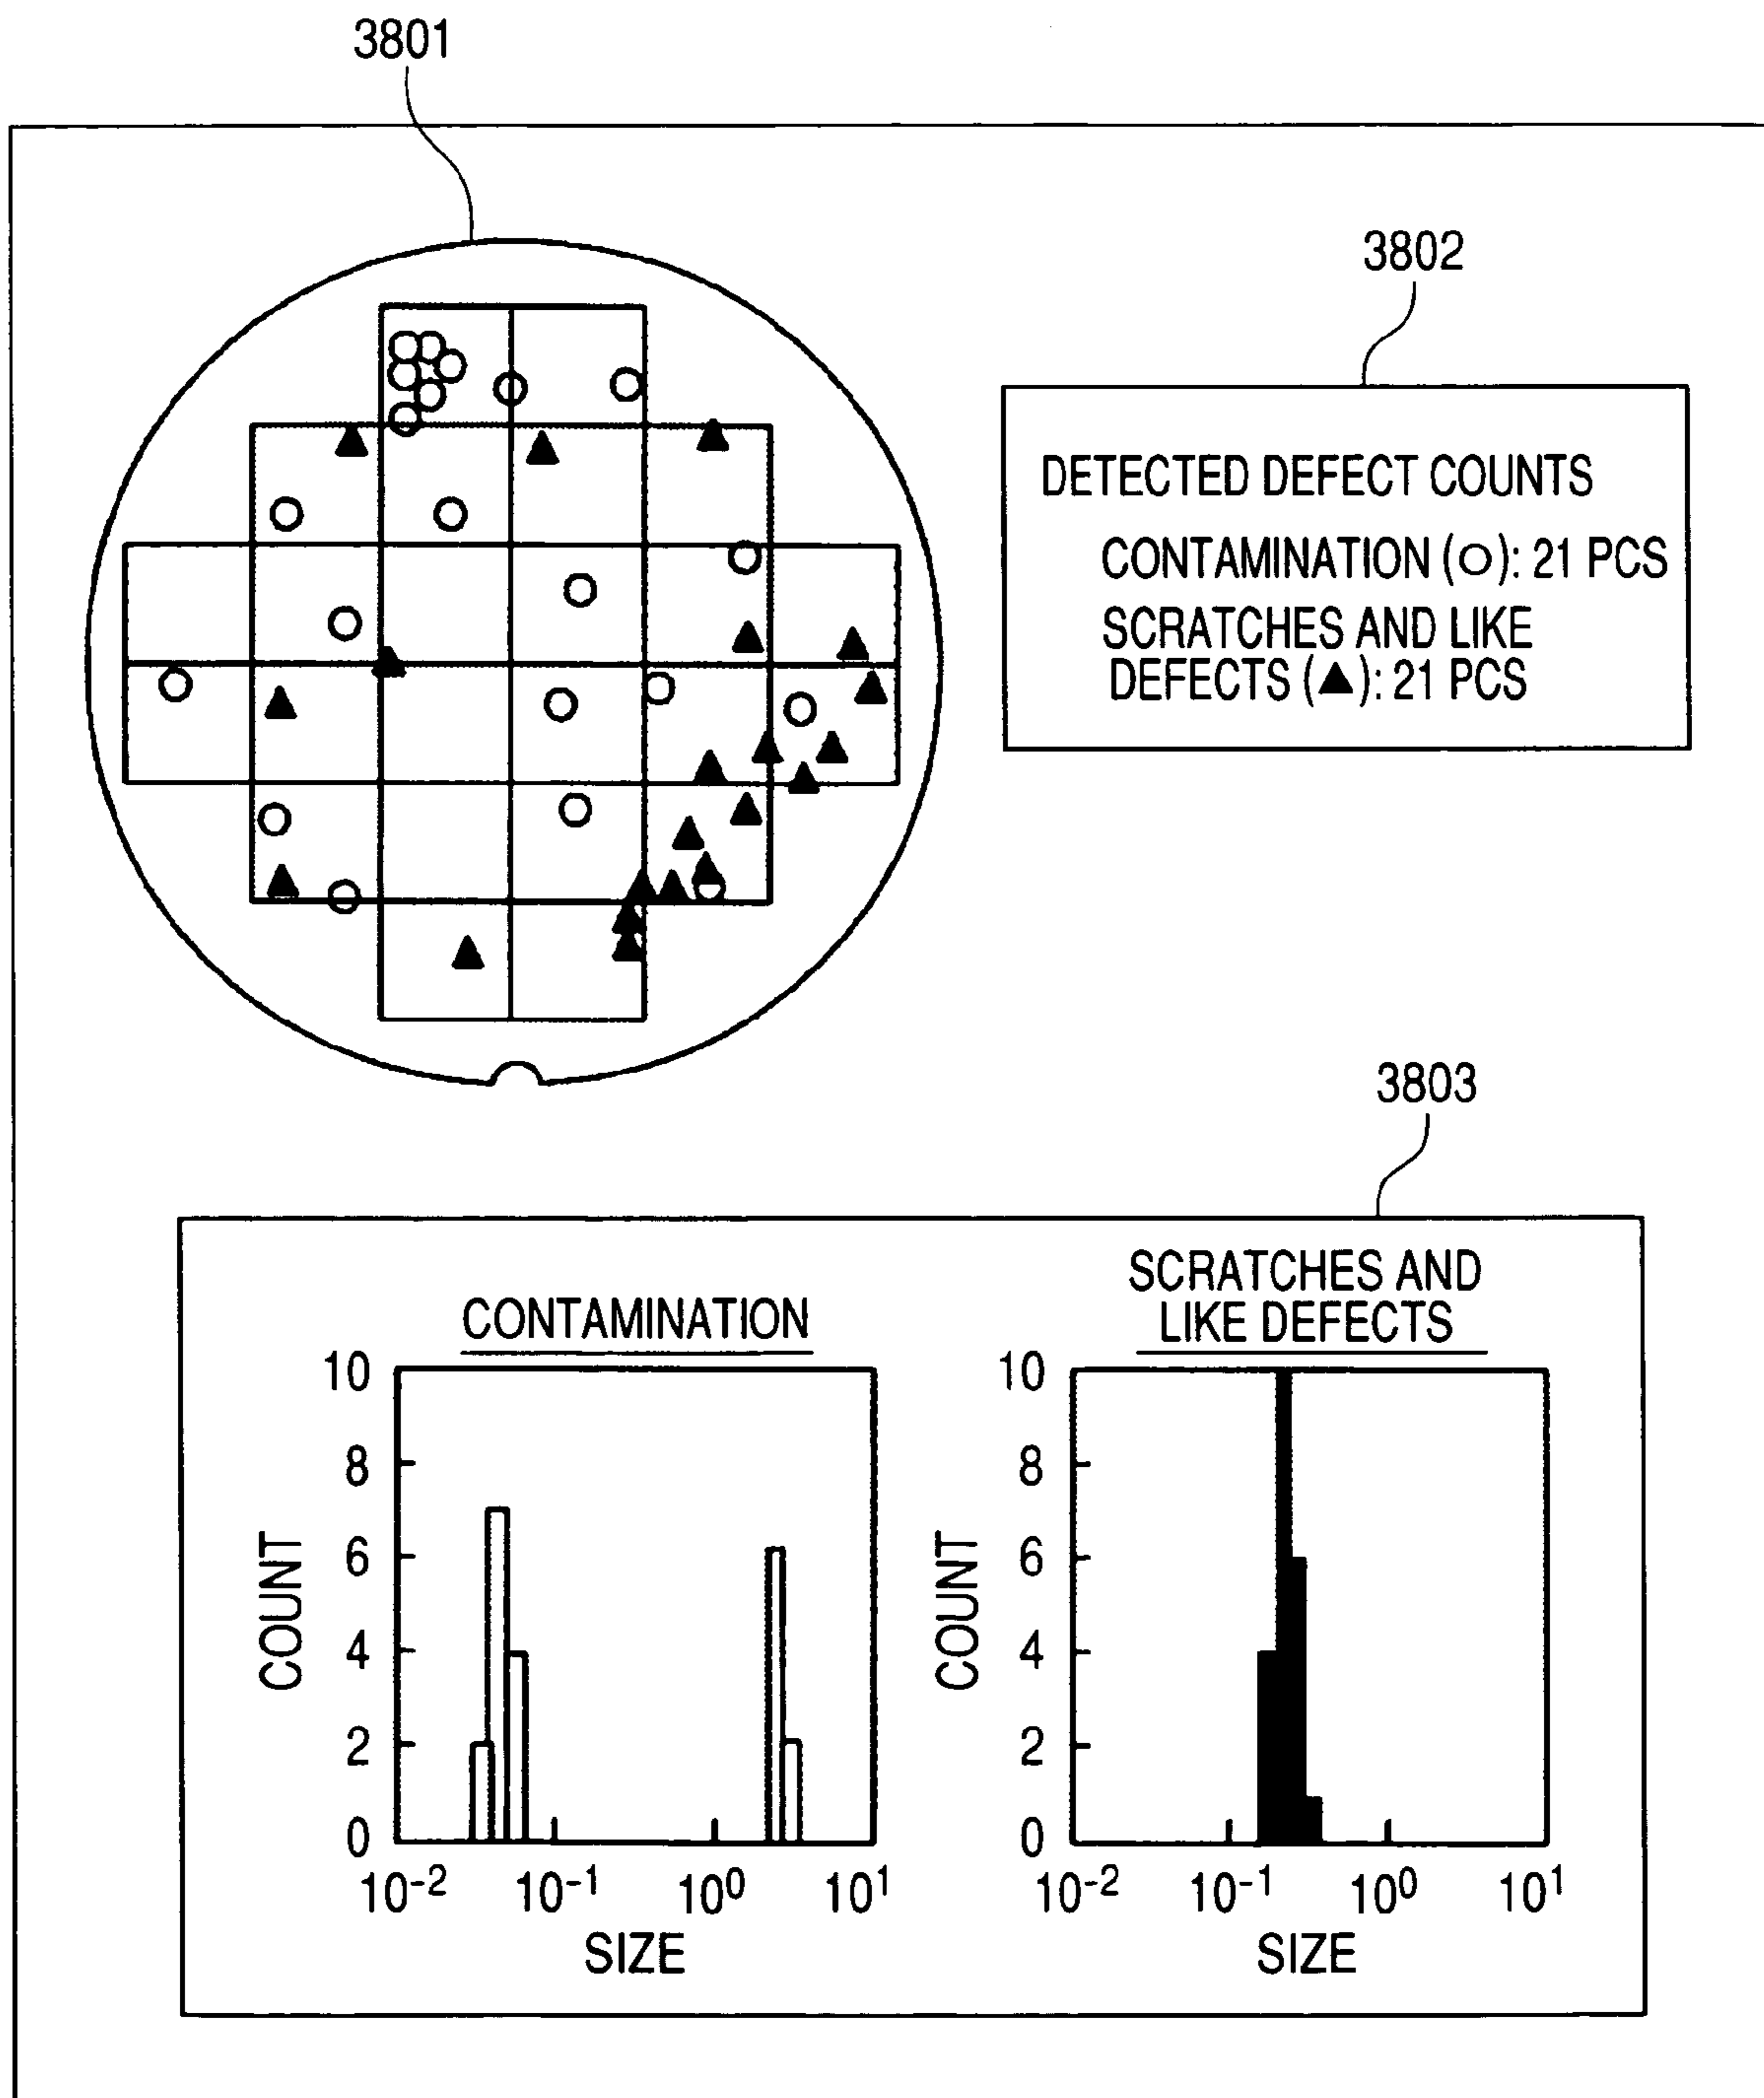 3801
3802
DETECTED DEFECT COUNTS
CONTAMINATION (○): 21 PCS
SCRATCHES AND LIKE
DEFECTS (▲): 21 PCS
3803
CONTAMINATION
10
8
6
4
2
0
COUNT
10⁻² 10⁻¹ 10⁰ 10¹
SIZE
SCRATCHES AND
LIKE DEFECTS
10
8
6
4
2
0
COUNT
10⁻² 10⁻¹ 10⁰ 10¹
SIZE